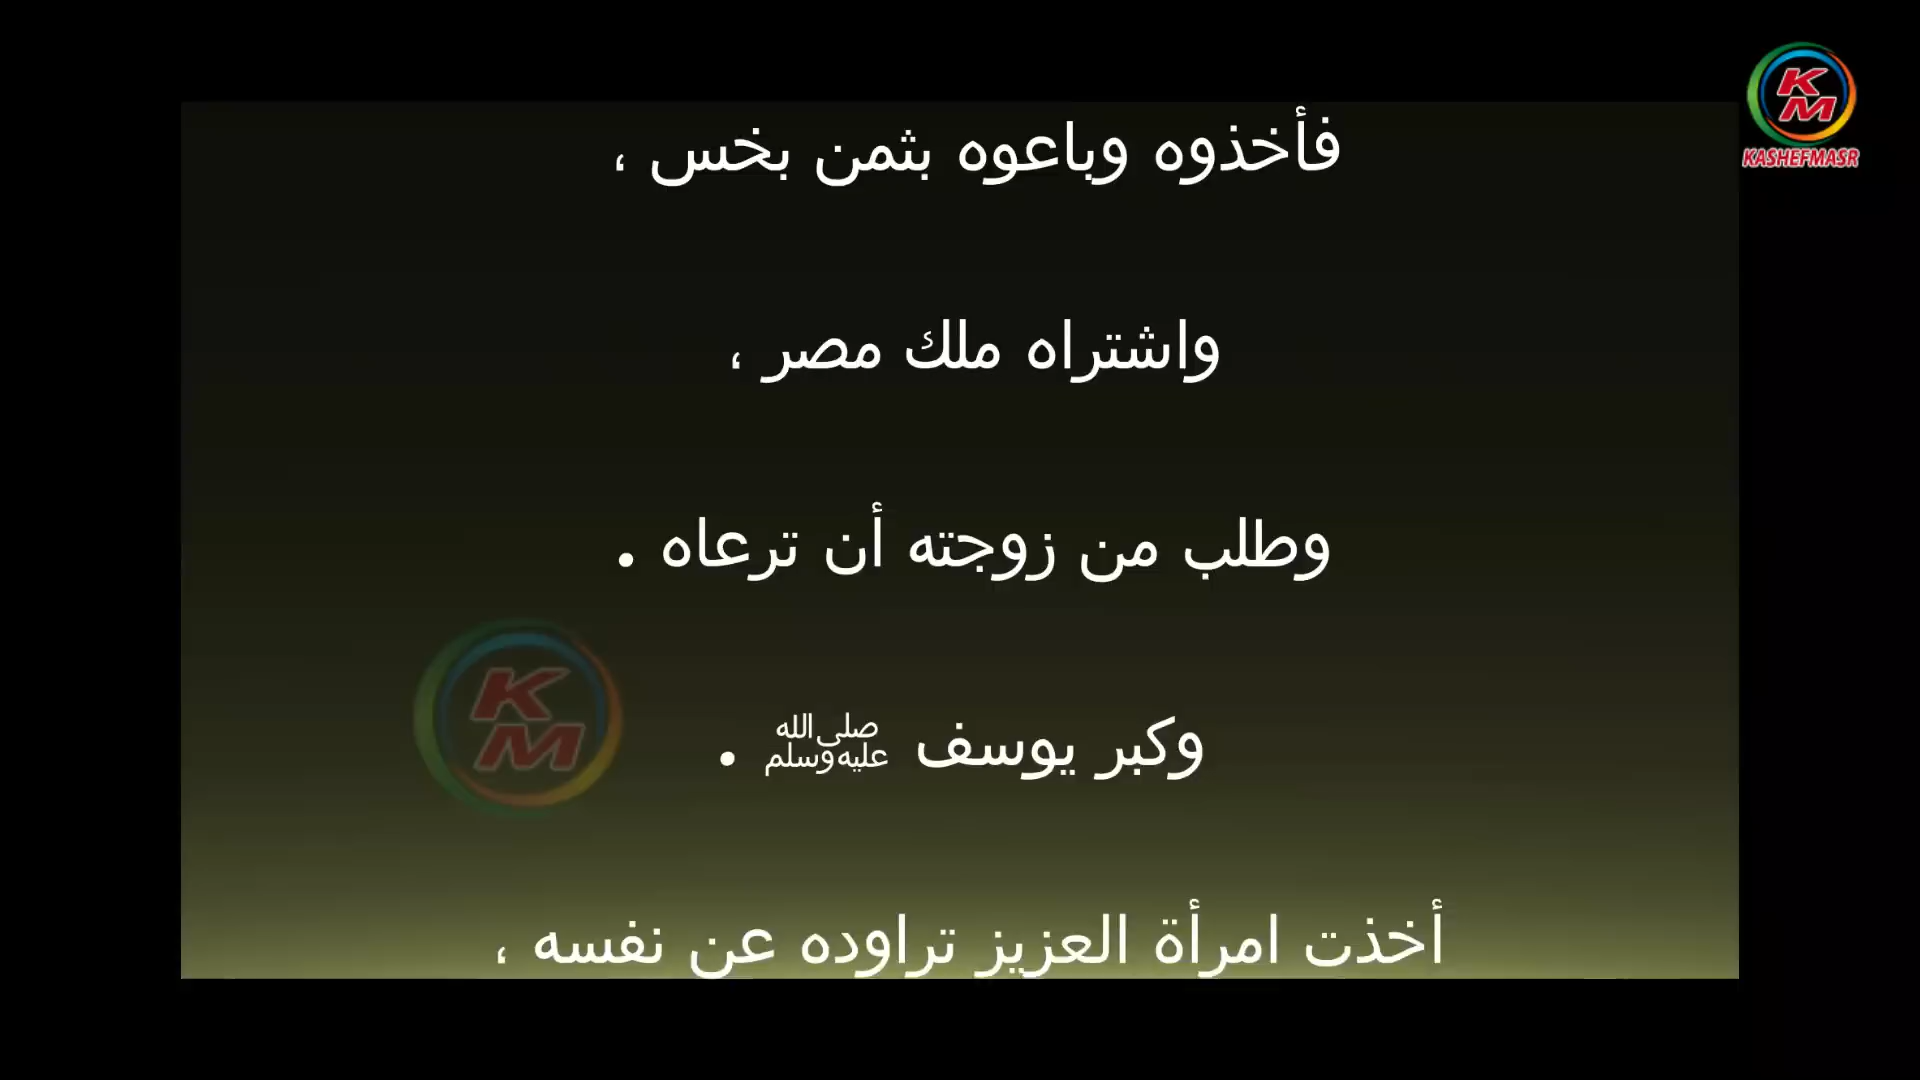 KM
KASHEFMASR
فأخذوه وباعوه بثمن بخس ،
واشتراه ملك مصر ،
وطلب من زوجته أن ترعاه .
وكبر يوسف ﷺ .
KM
أخذت امرأة العزيز تراوده عن نفسه ،